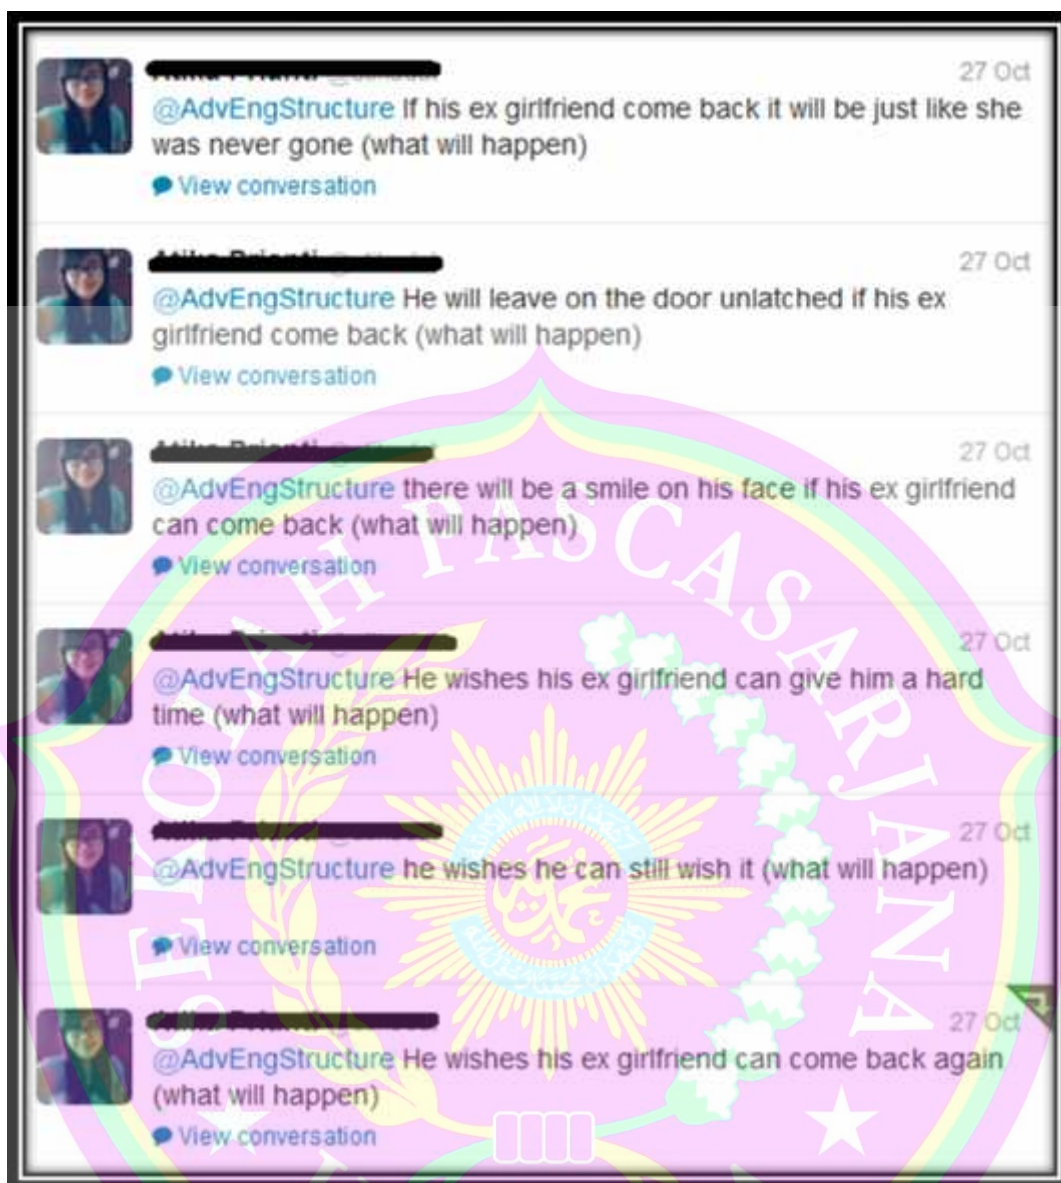 27 Oct
@AdvEngStructure If his ex girlfriend come back it will be just like she
was never gone (what will happen)
View conversation
27 Oct
@AdvEngStructure He will leave on the door unlatched if his ex
girlfriend come back (what will happen)
View conversation
27 Oct
@AdvEngStructure there will be a smile on his face if his ex girlfriend
can come back (what will happen)
View conversation
27 Oct
@AdvEngStructure He wishes his ex girlfriend can give him a hard
time (what will happen)
View conversation
27 Oct
@AdvEngStructure he wishes he can still wish it (what will happen)
View conversation
27 Oct
@AdvEngStructure He wishes his ex girlfriend can come back again
(what will happen)
View conversation
SEKOLAH PASCASARJANA